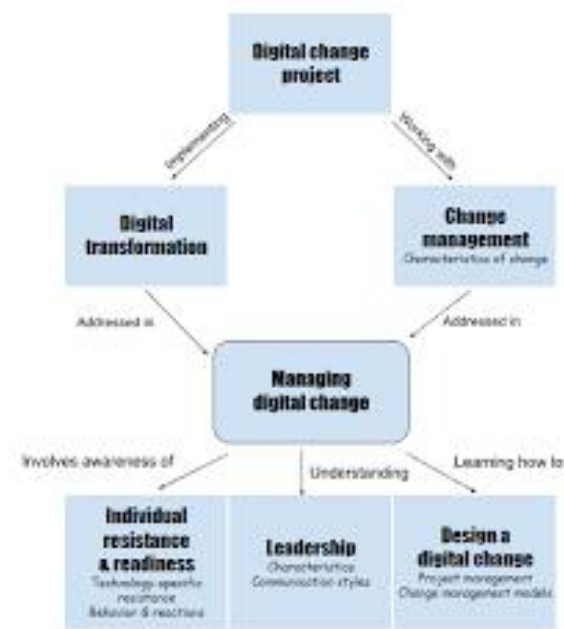 Digital change
project
Implementing
Working with
Digital
transformation
Change
management
Characteristics of change
Addressed in
Addressed in
Managing
digital change
Involves awareness of
Understanding
Learning how to
Individual
resistance
& readiness
Technology-specific
resistance
Behavior & reactions
Leadership
Characteristics
Communication styles
Design a
digital change
Project management
Change management models